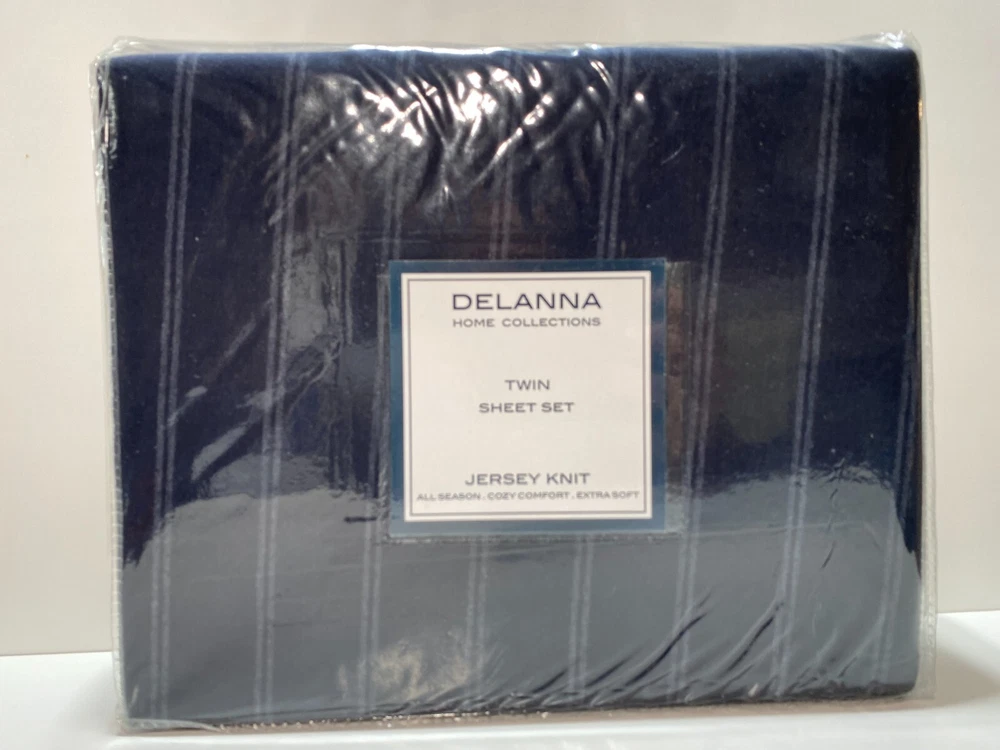 DELANNA
HOME COLLECTIONS
TWIN
SHEET SET
JERSEY KNIT
ALL SEASON . COZY COMFORT . EXTRA SOFT